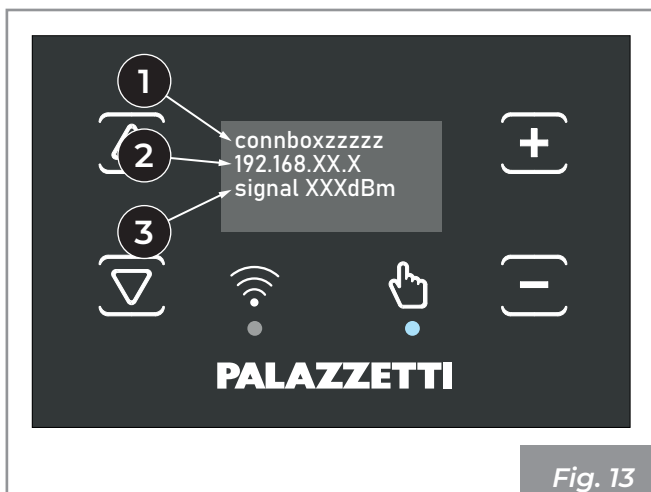 1
connboxzzzzz
2
192.168.XX.X
signal XXXdBm
3
+
−
PALAZZETTI
Fig. 13